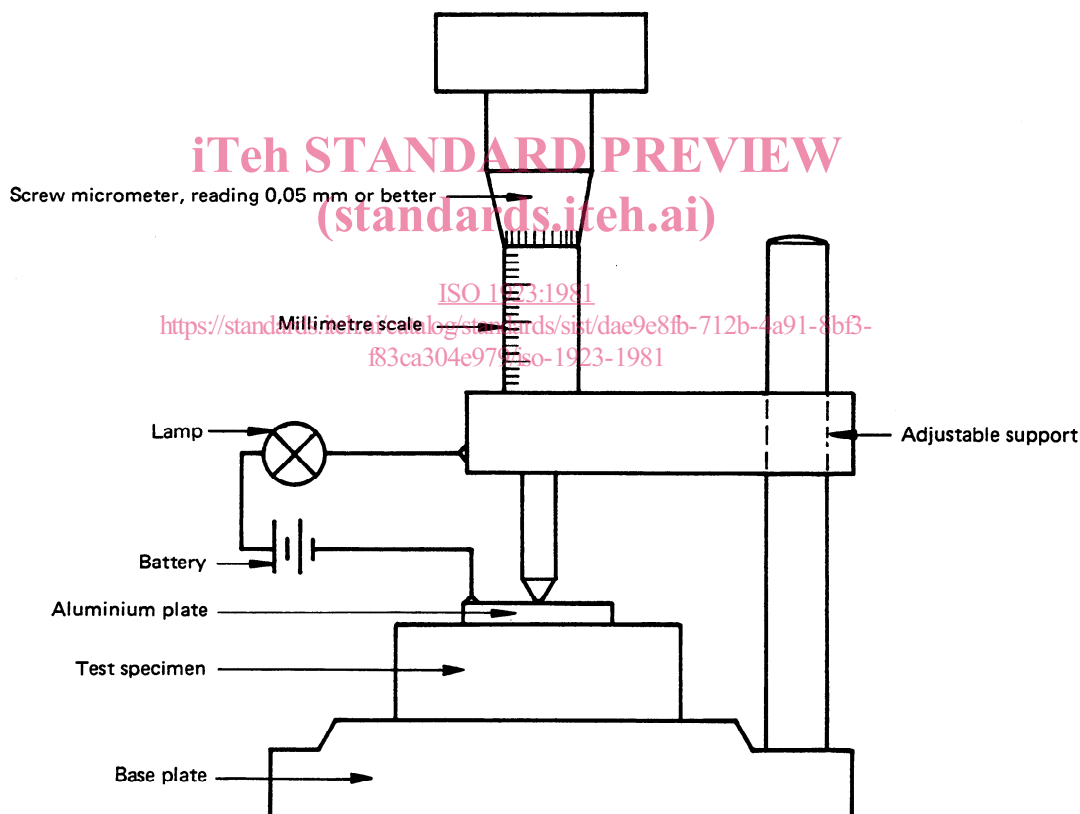 iTeh STANDARD PREVIEW
Screw micrometer, reading 0,05 mm or better
(standards.iteh.ai)
ISO 1923:1981
Millimetre scale
https://standards.iteh.ai/catalog/standards/sist/dae9e8fb-712b-4a91-8bf3-
f83ca304e979/iso-1923-1981
Lamp
Adjustable support
Battery
Aluminium plate
Test specimen
Base plate